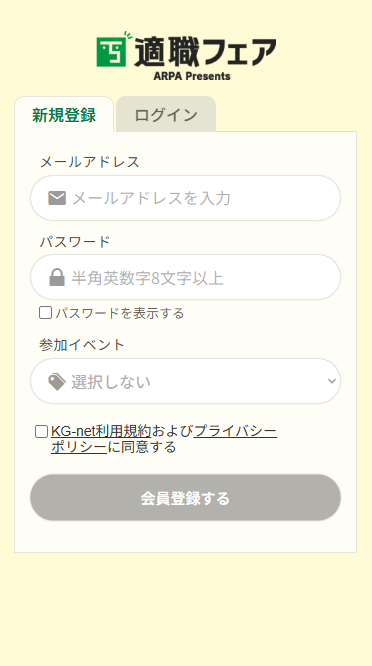 適職フェア
ARPA Presents
新規登録
ログイン
メールアドレス
メールアドレスを入力
パスワード
半角英数字8文字以上
パスワードを表示する
参加イベント
選択しない
KG-net利用規約およびプライバシー
ポリシーに同意する
会員登録する